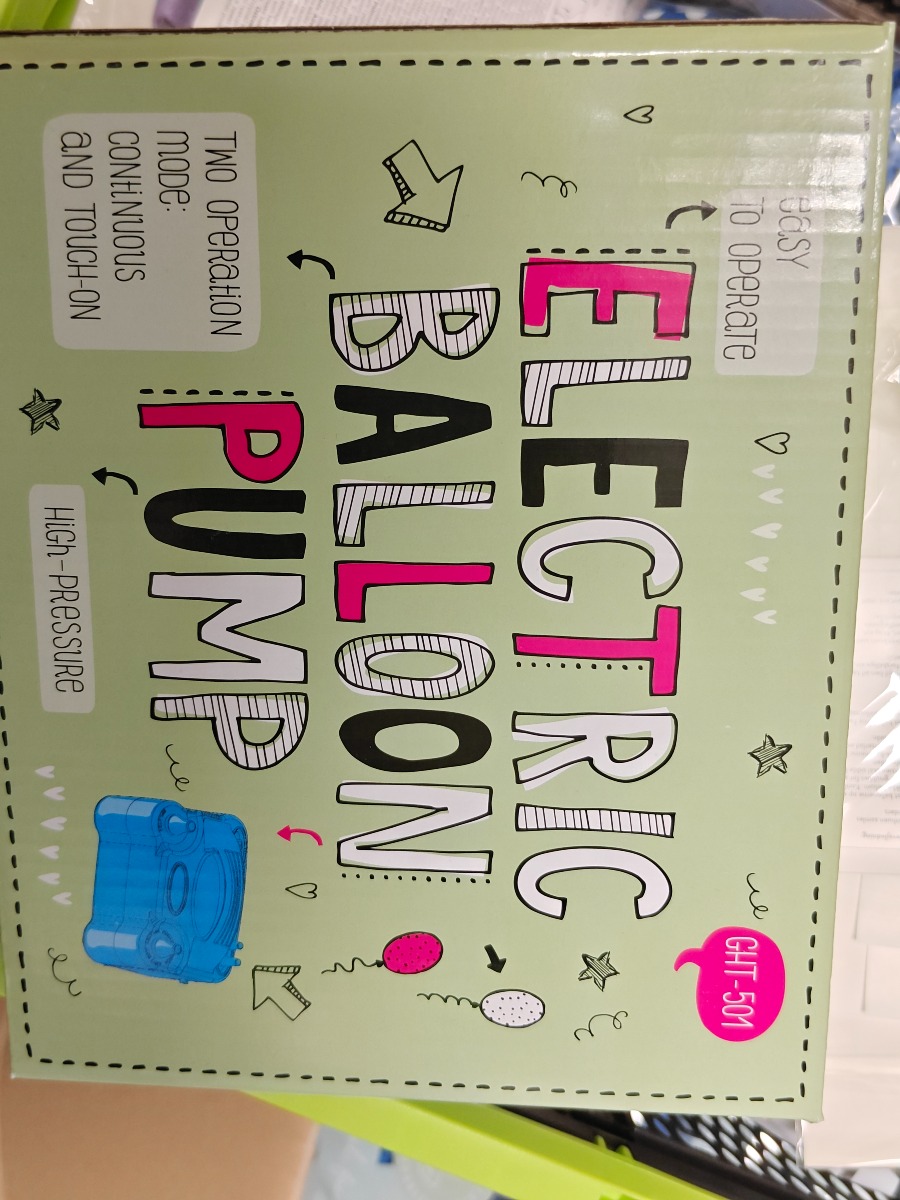 easy
to operate
GHT-501
ELECTRIC
BALLOON
PUMP
TWO OPERATION
MODE:
CONTINUOUS
AND TOUCH-ON
HIGH-PRESSURE